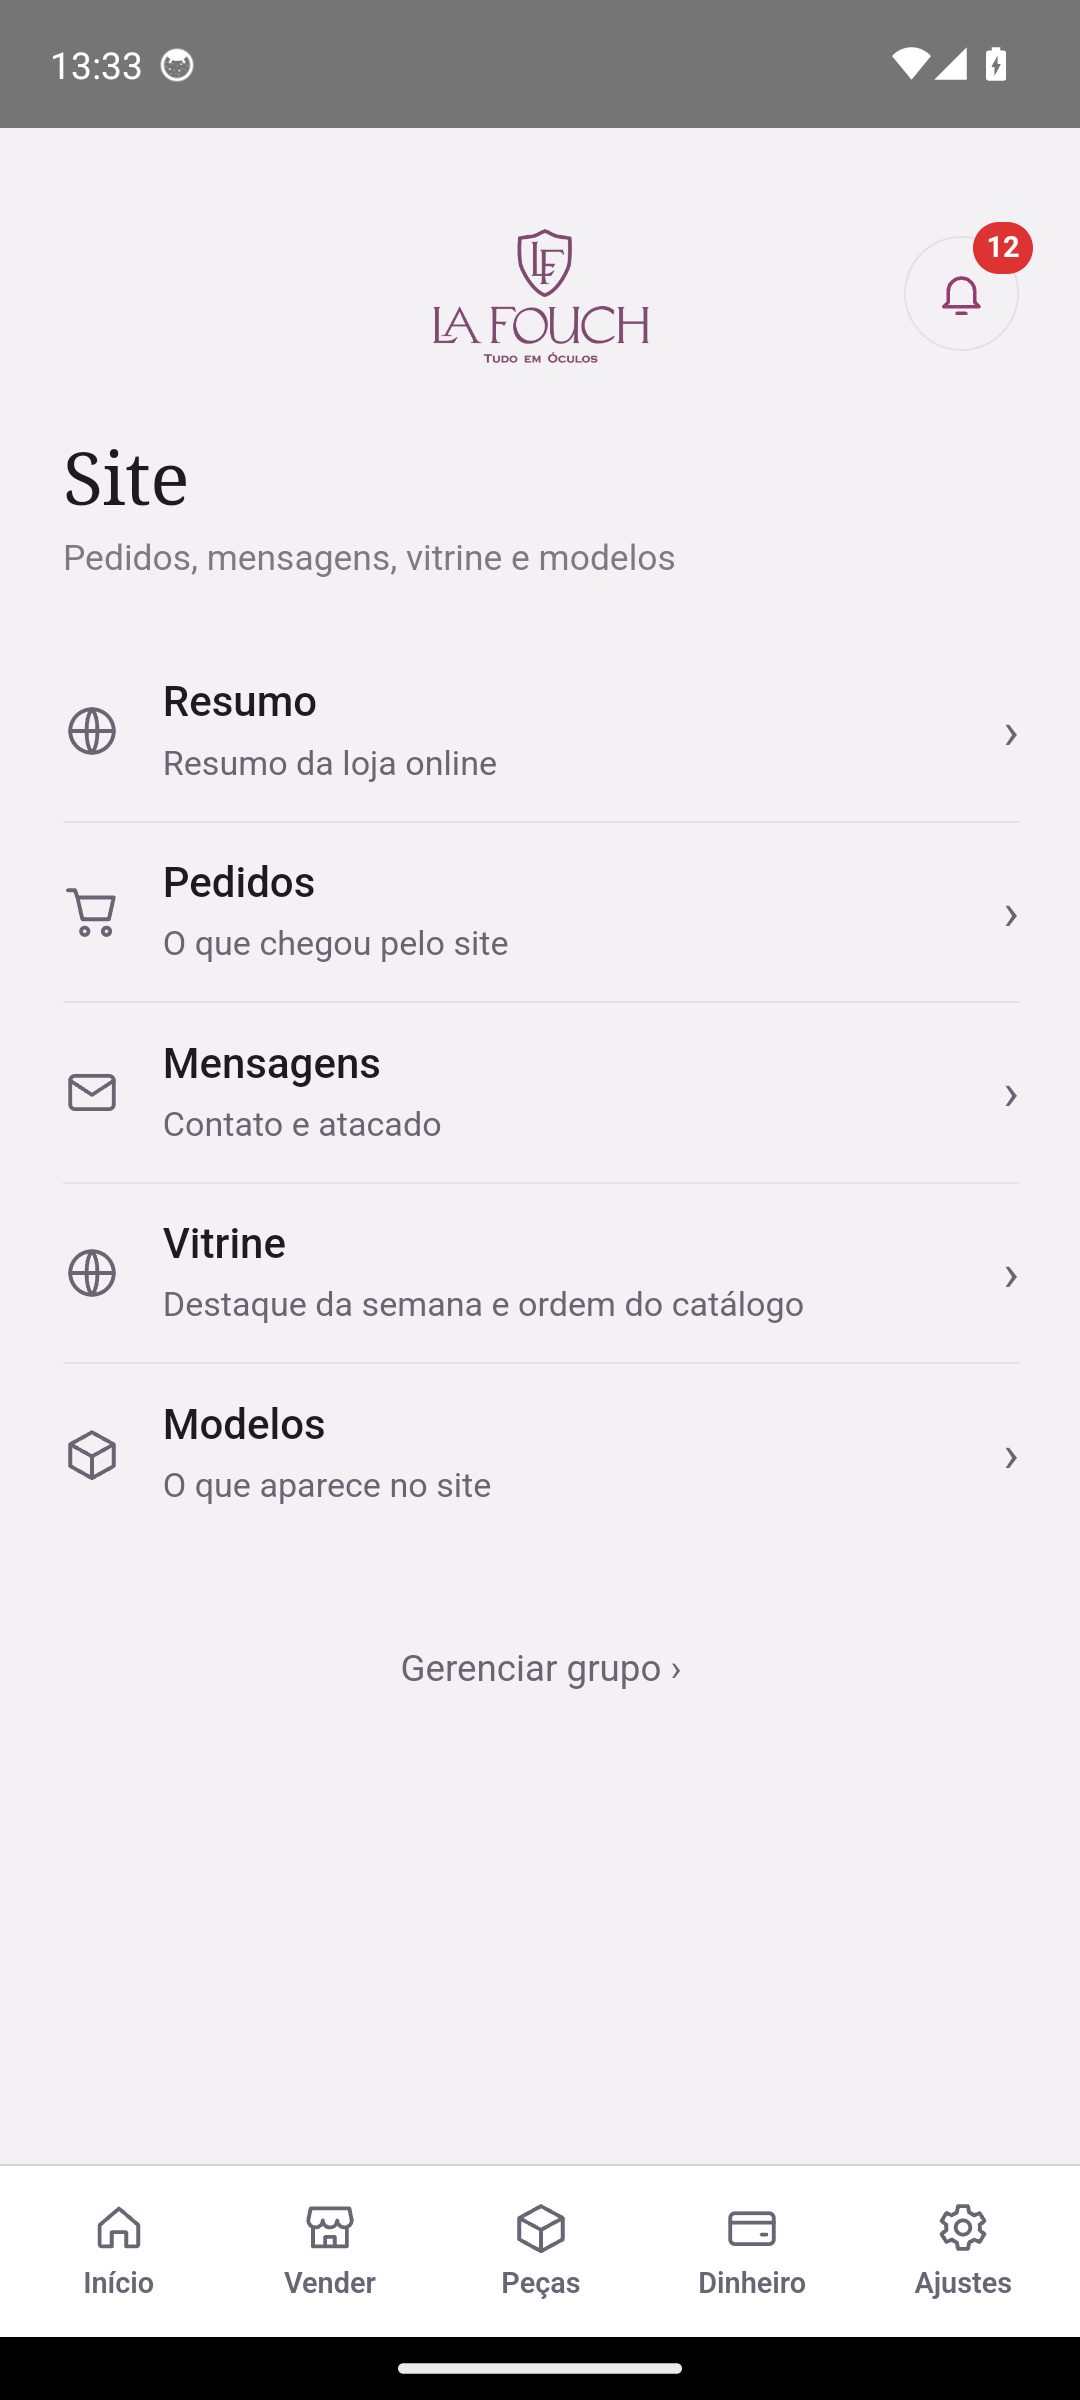 13:33
12
LF
LA FOUCH
TUDO EM ÓCULOS
Site
Pedidos, mensagens, vitrine e modelos
Resumo
Resumo da loja online
›
Pedidos
O que chegou pelo site
›
Mensagens
Contato e atacado
›
Vitrine
Destaque da semana e ordem do catálogo
›
Modelos
O que aparece no site
›
Gerenciar grupo ›
Início
Vender
Peças
Dinheiro
Ajustes